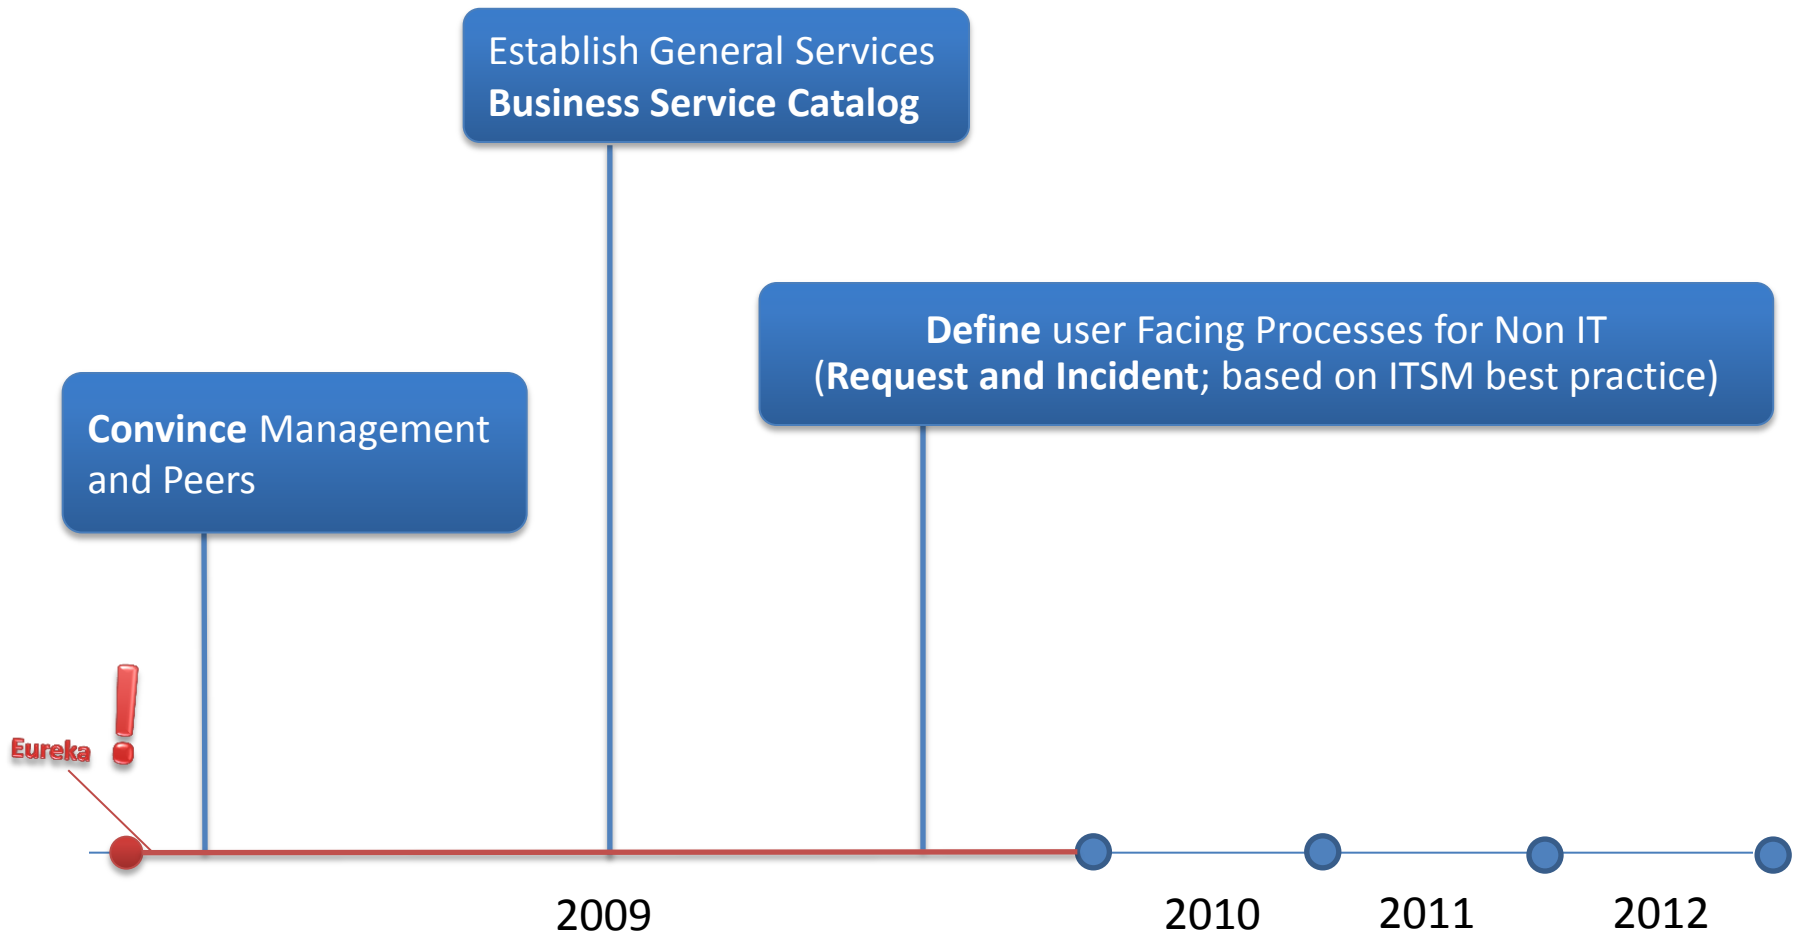 Establish General Services
Business Service Catalog
Define user Facing Processes for Non IT
(Request and Incident; based on ITSM best practice)
Convince Management
and Peers
Eureka !
2009
2010
2011
2012